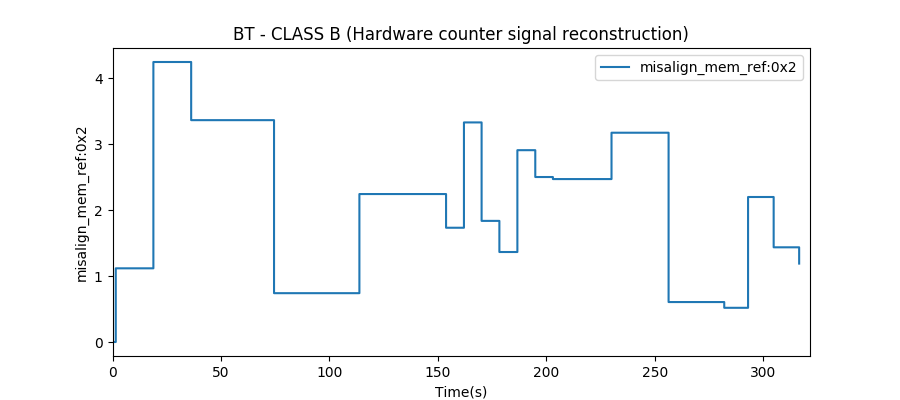 BT - CLASS B (Hardware counter signal reconstruction)
misalign_mem_ref:0x2
misalign_mem_ref:0x2
4
3
2
1
0
0 50 100 150 200 250 300
Time(s)